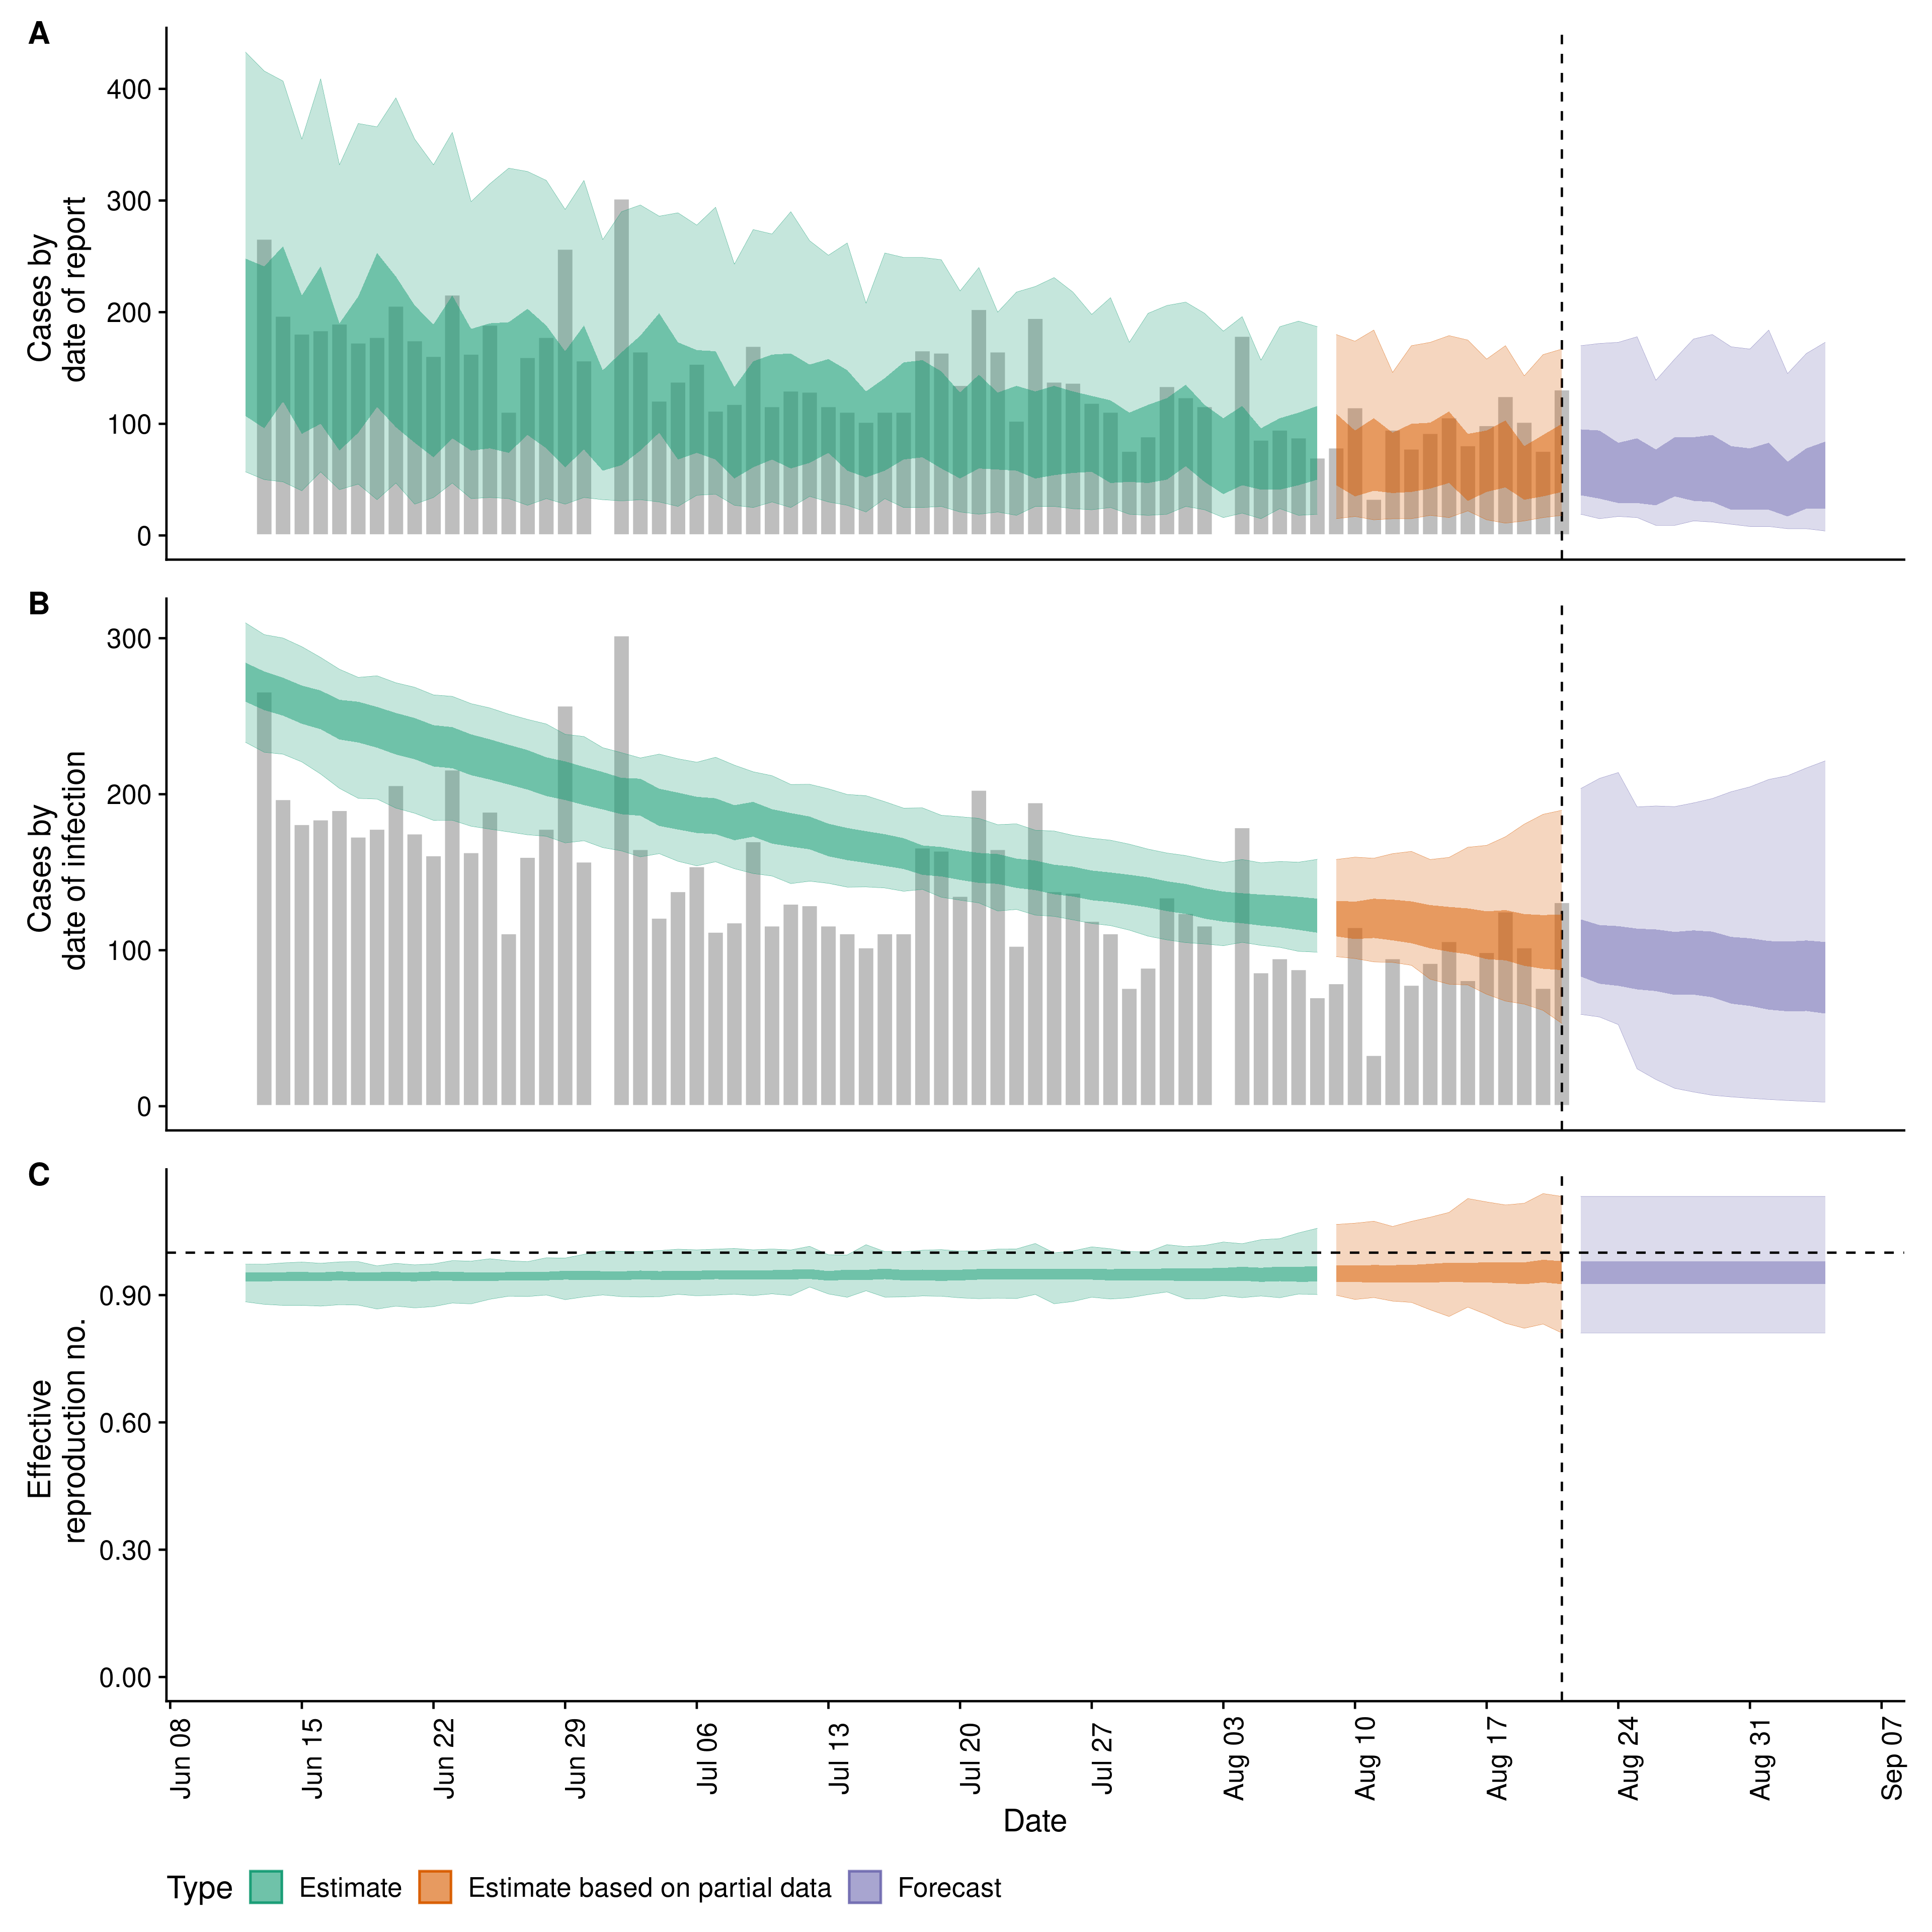 A
400
300
200
100
0
Cases by
date of report
B
300
200
100
0
Cases by
date of infection
C
0.90
0.60
0.30
0.00
Effective
reproduction no.
Jun 08
Jun 15
Jun 22
Jun 29
Jul 06
Jul 13
Jul 20
Jul 27
Aug 03
Aug 10
Aug 17
Aug 24
Aug 31
Sep 07
Date
Type Estimate Estimate based on partial data Forecast